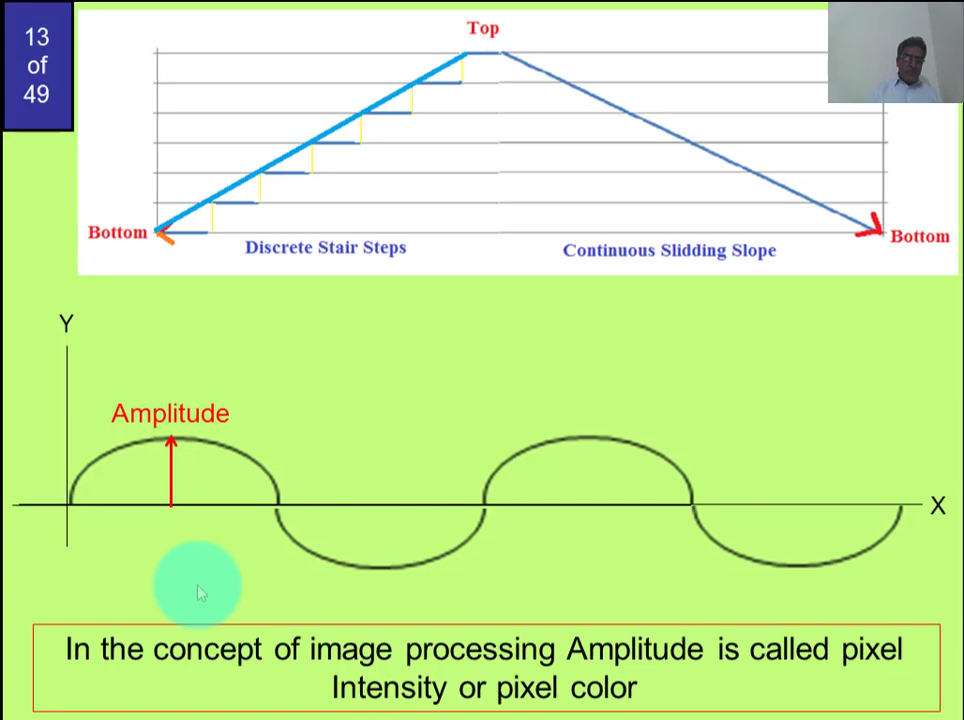 13
of
49
Top
Bottom
Discrete Stair Steps
Continuous Slidding Slope
Bottom
Y
Amplitude
X
In the concept of image processing Amplitude is called pixel
Intensity or pixel color